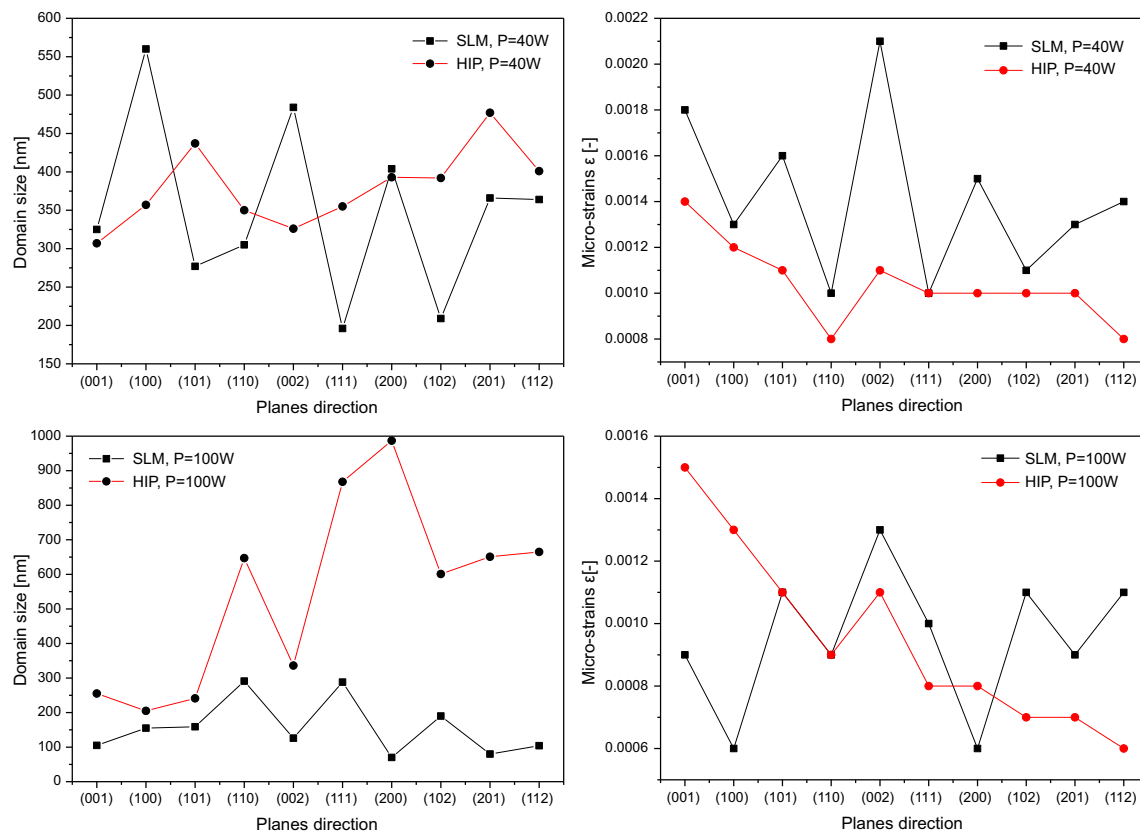 600
550
500
450
400
350
300
250
200
150
Domain size [nm]
SLM, P=40W
HIP, P=40W
(001) (100) (101) (110) (002) (111) (200) (102) (201) (112)
Planes direction
0.0022
0.0020
0.0018
0.0016
0.0014
0.0012
0.0010
0.0008
Micro-strains ε [-]
SLM, P=40W
HIP, P=40W
(001) (100) (101) (110) (002) (111) (200) (102) (201) (112)
Planes direction
1000
900
800
700
600
500
400
300
200
100
0
Domain size [nm]
SLM, P=100W
HIP, P=100W
(001) (100) (101) (110) (002) (111) (200) (102) (201) (112)
Planes direction
0.0016
0.0014
0.0012
0.0010
0.0008
0.0006
Micro-strains ε[-]
SLM, P=100W
HIP, P=100W
(001) (100) (101) (110) (002) (111) (200) (102) (201) (112)
Planes direction